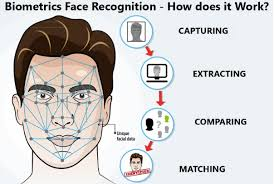 Biometrics Face Recognition - How does it Work?
CAPTURING
EXTRACTING
COMPARING
Unique
facial data
MATCHING